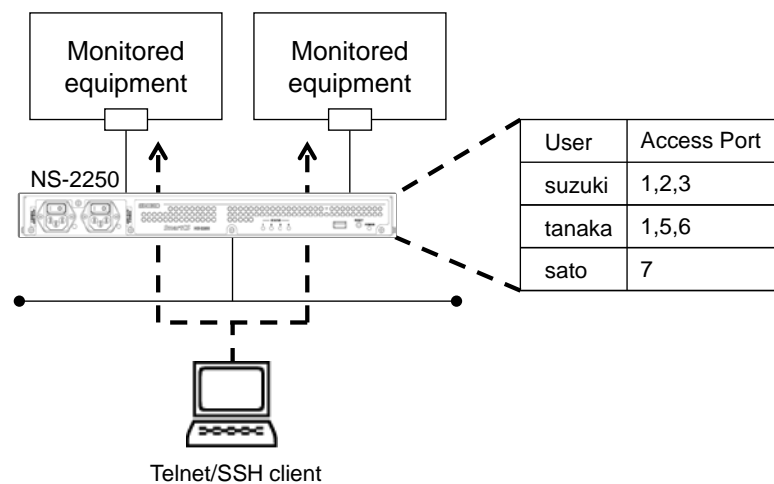 Monitored
equipment
Monitored
equipment
NS-2250
User Access Port
suzuki 1,2,3
tanaka 1,5,6
sato 7
Telnet/SSH client